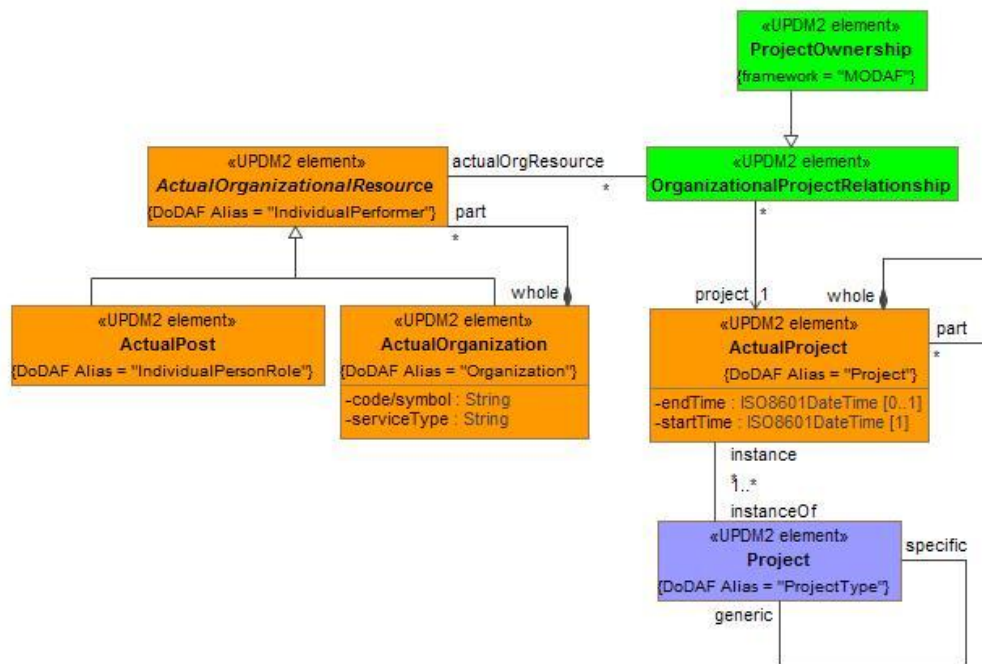 «UPDM2 element»
ProjectOwnership
{framework = "MODAF"}
«UPDM2 element»
ActualOrganizationalResource
{DoDAF Alias = "IndividualPerformer"}
actualOrgResource
*
«UPDM2 element»
OrganizationalProjectRelationship
part
*
*
whole
project
1
whole
«UPDM2 element»
ActualPost
{DoDAF Alias = "IndividualPersonRole"}
«UPDM2 element»
ActualOrganization
{DoDAF Alias = "Organization"}
-code/symbol : String
-serviceType : String
«UPDM2 element»
ActualProject
{DoDAF Alias = "Project"}
-endTime : ISO8601DateTime [0..1]
-startTime : ISO8601DateTime [1]
part
*
instance
*
1..*
instanceOf
«UPDM2 element»
Project
{DoDAF Alias = "ProjectType"}
specific
generic